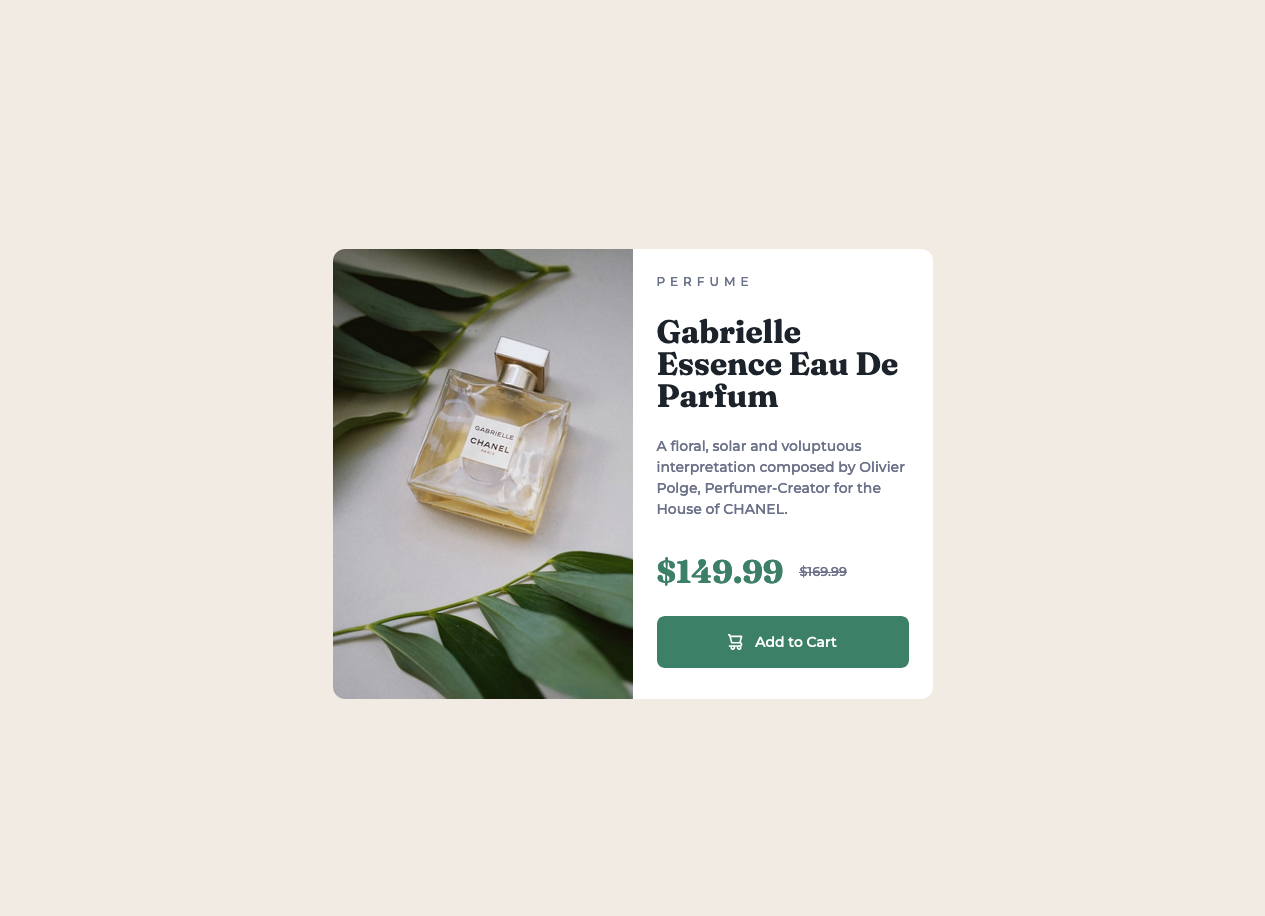 GABRIELLE
CHANEL
PARIS
PERFUME
Gabrielle
Essence Eau De
Parfum
A floral, solar and voluptuous
interpretation composed by Olivier
Polge, Perfumer-Creator for the
House of CHANEL.
$149.99 $169.99
Add to Cart